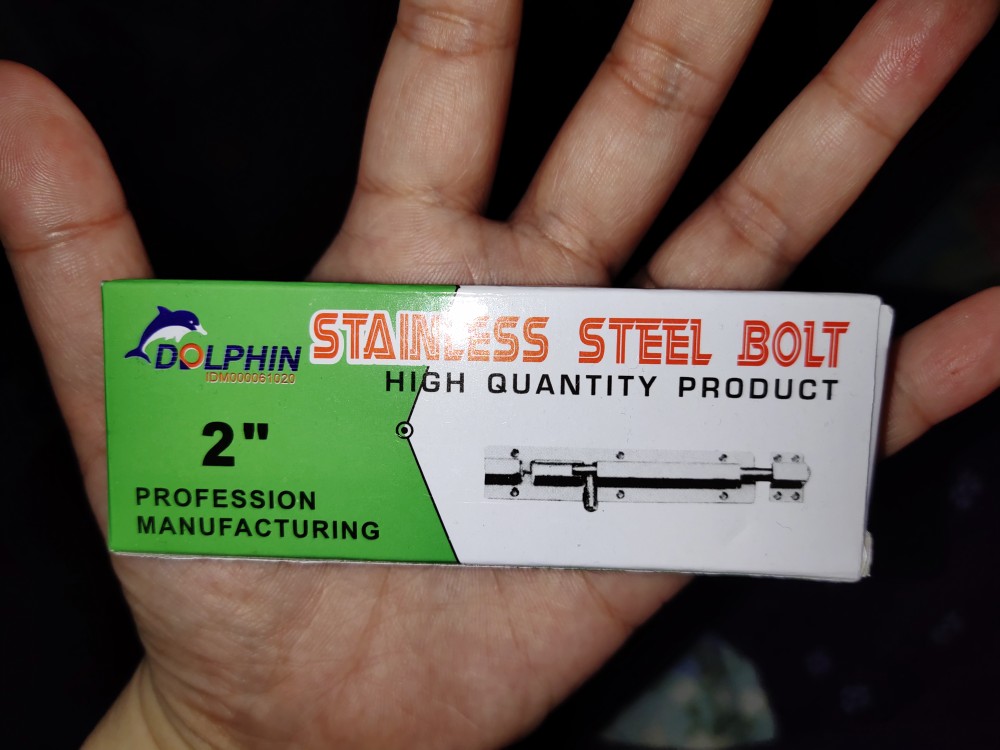 DOLPHIN
IDM000061020
STAINLESS STEEL BOLT
HIGH QUANTITY PRODUCT
2"
PROFESSION
MANUFACTURING